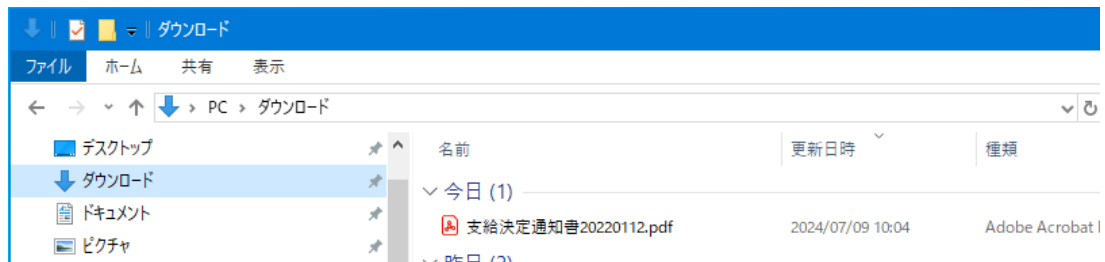 ダウンロード
ファイル ホーム 共有 表示
PC › ダウンロード
デスクトップ
ダウンロード
ドキュメント
ピクチャ
名前 更新日時 種類
今日 (1)
支給決定通知書20220112.pdf 2024/07/09 10:04 Adobe Acrobat
昨日 (2)